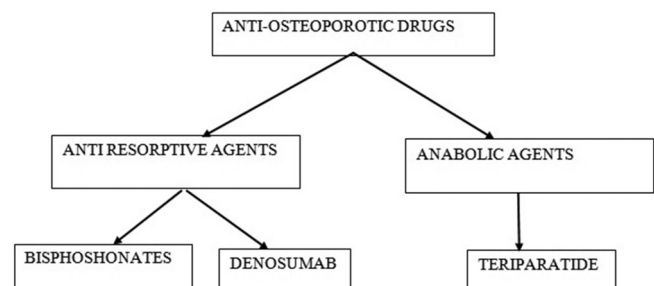 ANTI-OSTEOPOROTIC DRUGS
ANTI RESORPTIVE AGENTS
ANABOLIC AGENTS
BISPHOSHONATES
DENOSUMAB
TERIPARATIDE